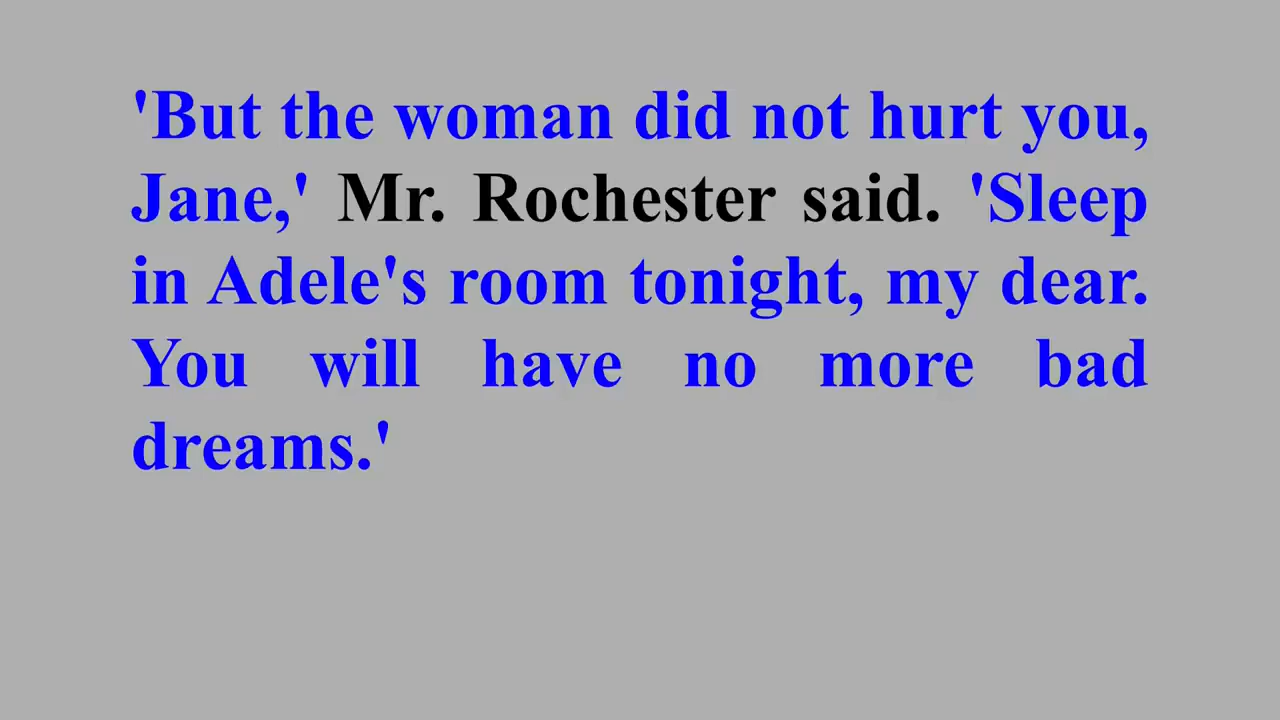 'But the woman did not hurt you,
Jane,' Mr. Rochester said. 'Sleep
in Adele's room tonight, my dear.
You will have no more bad
dreams.'